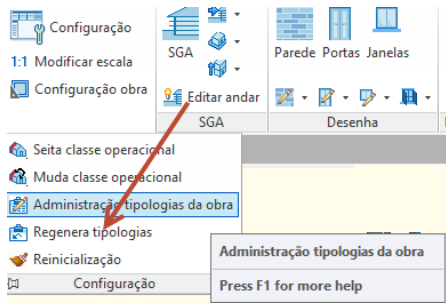 Configuração
1:1 Modificar escala
Configuração obra
SGA
Editar andar
SGA
Parede Portas Janelas
Desenha
Seita classe operacional
Muda classe operacional
Administração tipologias da obra
Regenera tipologias
Reinicialização
Configuração
Administração tipologias da obra
Press F1 for more help